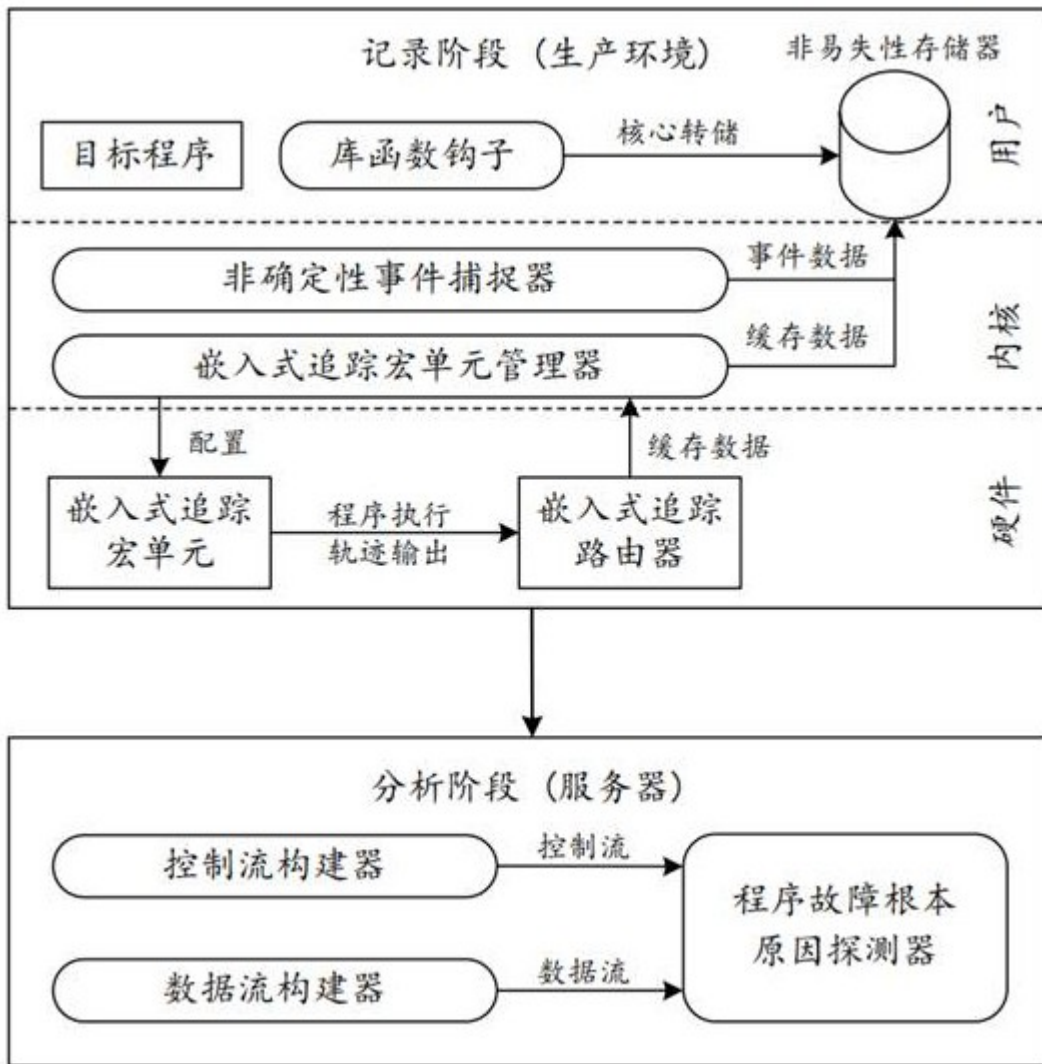 记录阶段（生产环境）
非易失性存储器
目标程序
库函数钩子
核心转储
用户
非确定性事件捕捉器
事件数据
嵌入式追踪宏单元管理器
缓存数据
内核
配置
缓存数据
嵌入式追踪
宏单元
程序执行
轨迹输出
嵌入式追踪
路由器
硬件
分析阶段（服务器）
控制流构建器
控制流
数据流构建器
数据流
程序故障根本
原因探测器